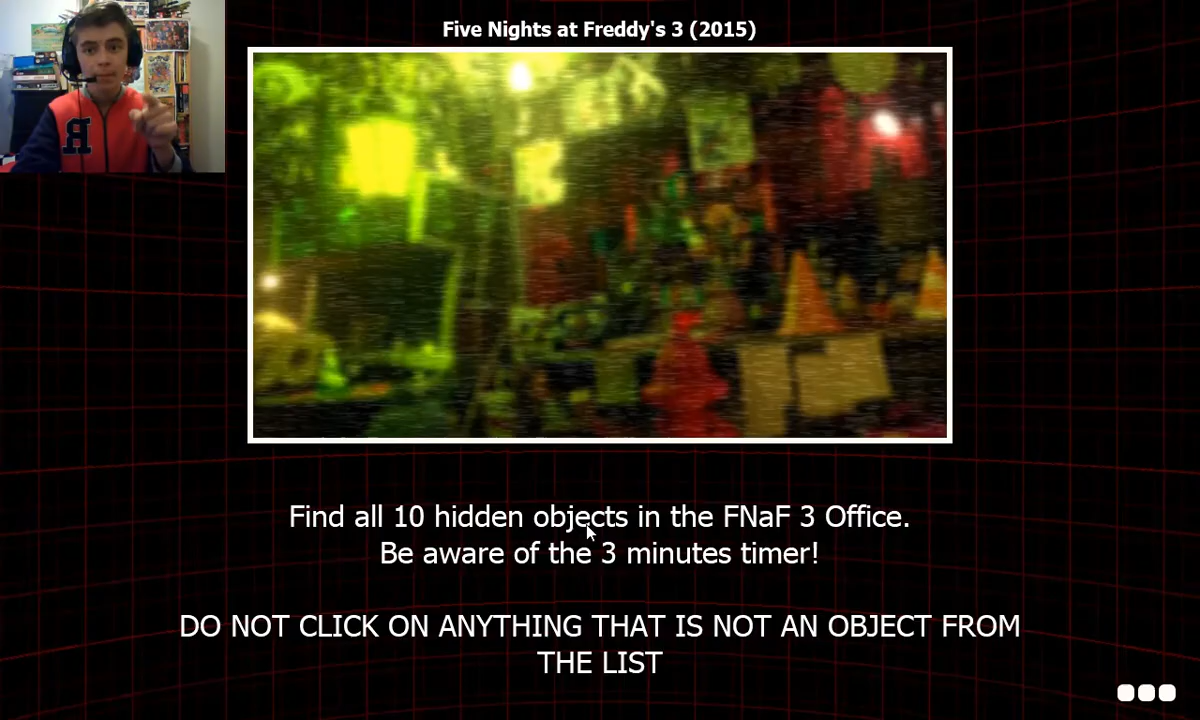 Five Nights at Freddy's 3 (2015)
Find all 10 hidden objects in the FNaF 3 Office.
Be aware of the 3 minutes timer!
DO NOT CLICK ON ANYTHING THAT IS NOT AN OBJECT FROM
THE LIST